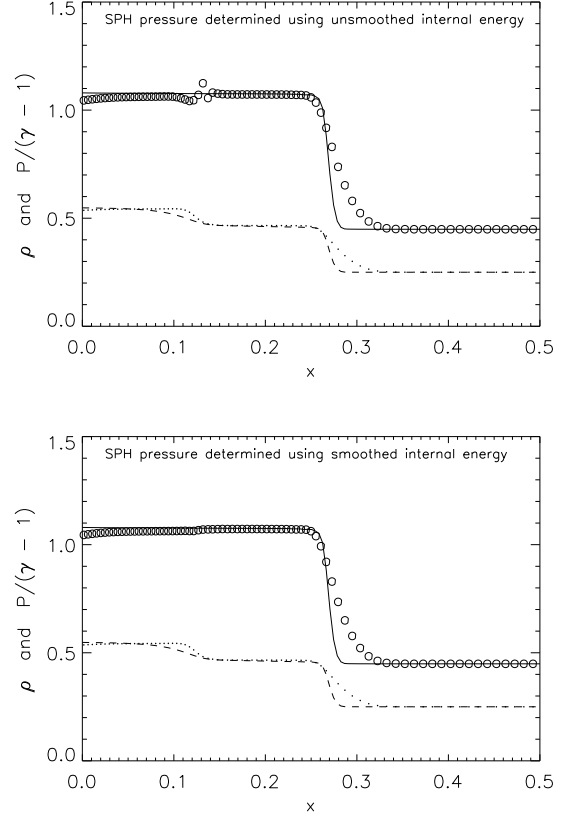 SPH pressure determined using unsmoothed internal energy
1.5
1.0
0.5
0.0
ρ and P/(γ − 1)
0.0 0.1 0.2 0.3 0.4 0.5
x
SPH pressure determined using smoothed internal energy
1.5
1.0
0.5
0.0
ρ and P/(γ − 1)
0.0 0.1 0.2 0.3 0.4 0.5
x